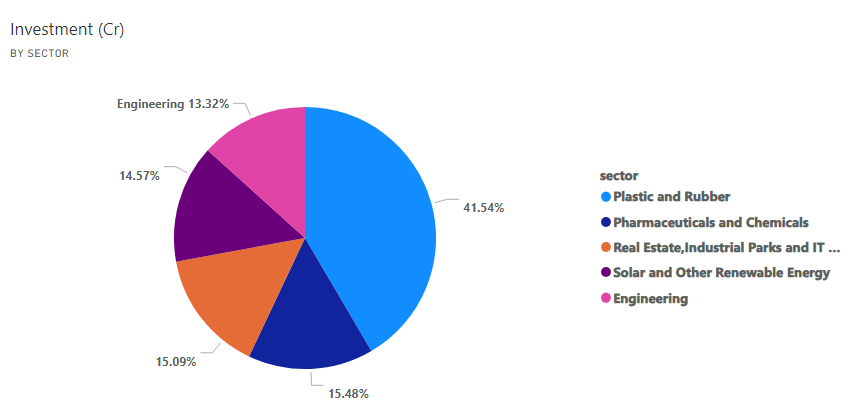 Investment (Cr)
BY SECTOR
Engineering 13.32%
14.57%
41.54%
15.09%
15.48%
sector
Plastic and Rubber
Pharmaceuticals and Chemicals
Real Estate,Industrial Parks and IT ...
Solar and Other Renewable Energy
Engineering